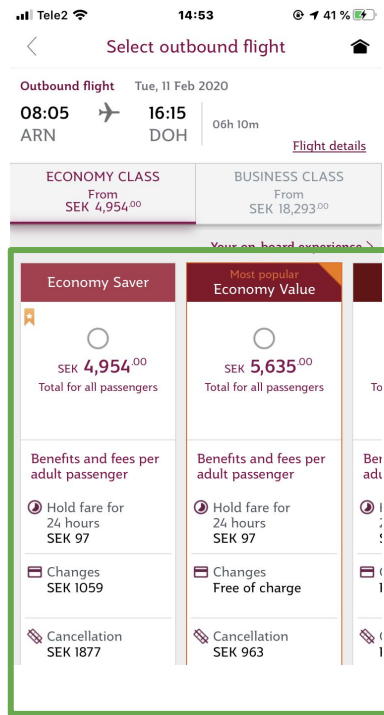 Tele2 14:53 41 %
Select outbound flight
Outbound flight Tue, 11 Feb 2020
08:05 16:15
ARN DOH
06h 10m
Flight details
ECONOMY CLASS
From
SEK 4,954.00
BUSINESS CLASS
From
SEK 18,293.00
Your on-board experience >
Economy Saver
SEK 4,954.00
Total for all passengers
Benefits and fees per
adult passenger
Hold fare for
24 hours
SEK 97
Changes
SEK 1059
Cancellation
SEK 1877
Most popular
Economy Value
SEK 5,635.00
Total for all passengers
Benefits and fees per
adult passenger
Hold fare for
24 hours
SEK 97
Changes
Free of charge
Cancellation
SEK 963